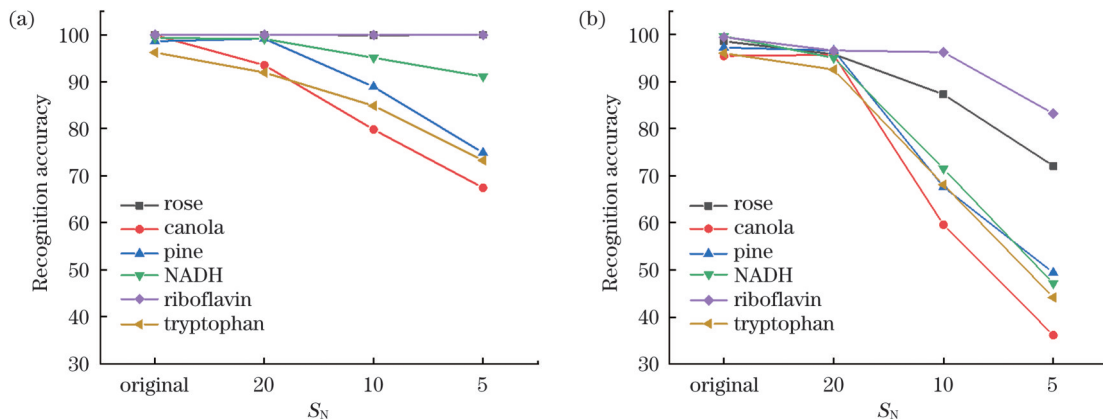 (a)
100
90
80
70
60
50
40
30
Recognition accuracy
rose
canola
pine
NADH
riboflavin
tryptophan
original 20 10 5
S_N
(b)
100
90
80
70
60
50
40
30
Recognition accuracy
rose
canola
pine
NADH
riboflavin
tryptophan
original 20 10 5
S_N